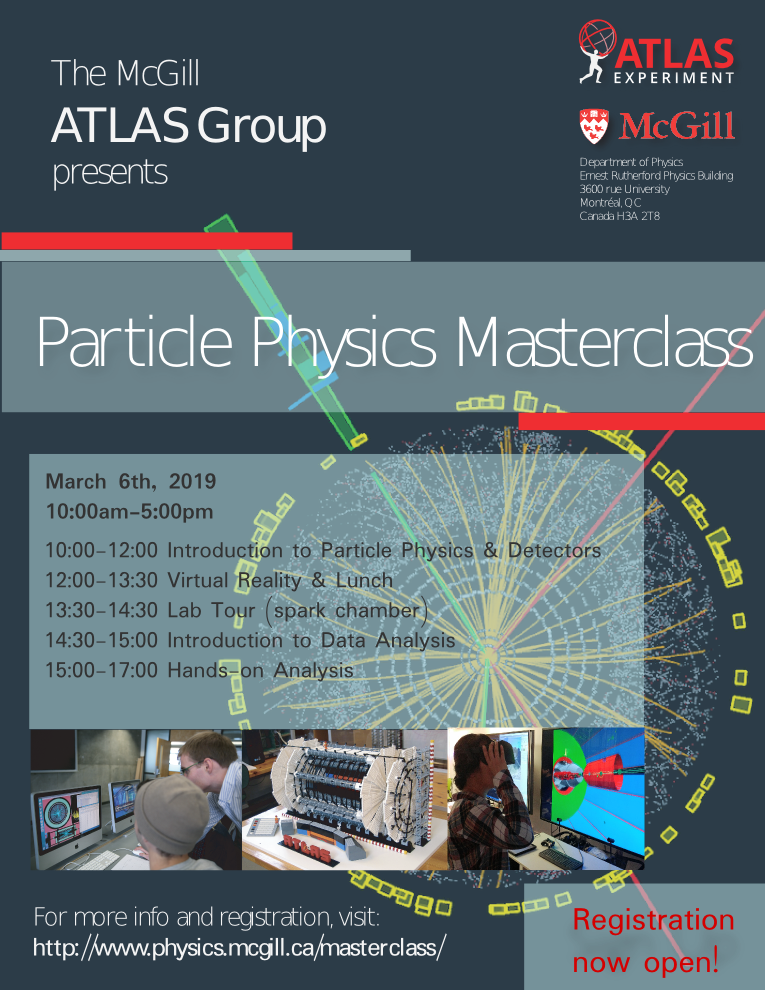 The McGill
ATLAS Group
presents
ATLAS
EXPERIMENT
McGill
Department of Physics
Ernest Rutherford Physics Building
3600 rue University
Montréal, QC
Canada H3A 2T8
Particle Physics Masterclass
March 6th, 2019
10:00am-5:00pm
10:00-12:00 Introduction to Particle Physics & Detectors
12:00-13:30 Virtual Reality & Lunch
13:30-14:30 Lab Tour (spark chamber)
14:30-15:00 Introduction to Data Analysis
15:00-17:00 Hands-on Analysis
ATLAS
For more info and registration, visit:
http://www.physics.mcgill.ca/masterclass/
Registration
now open!